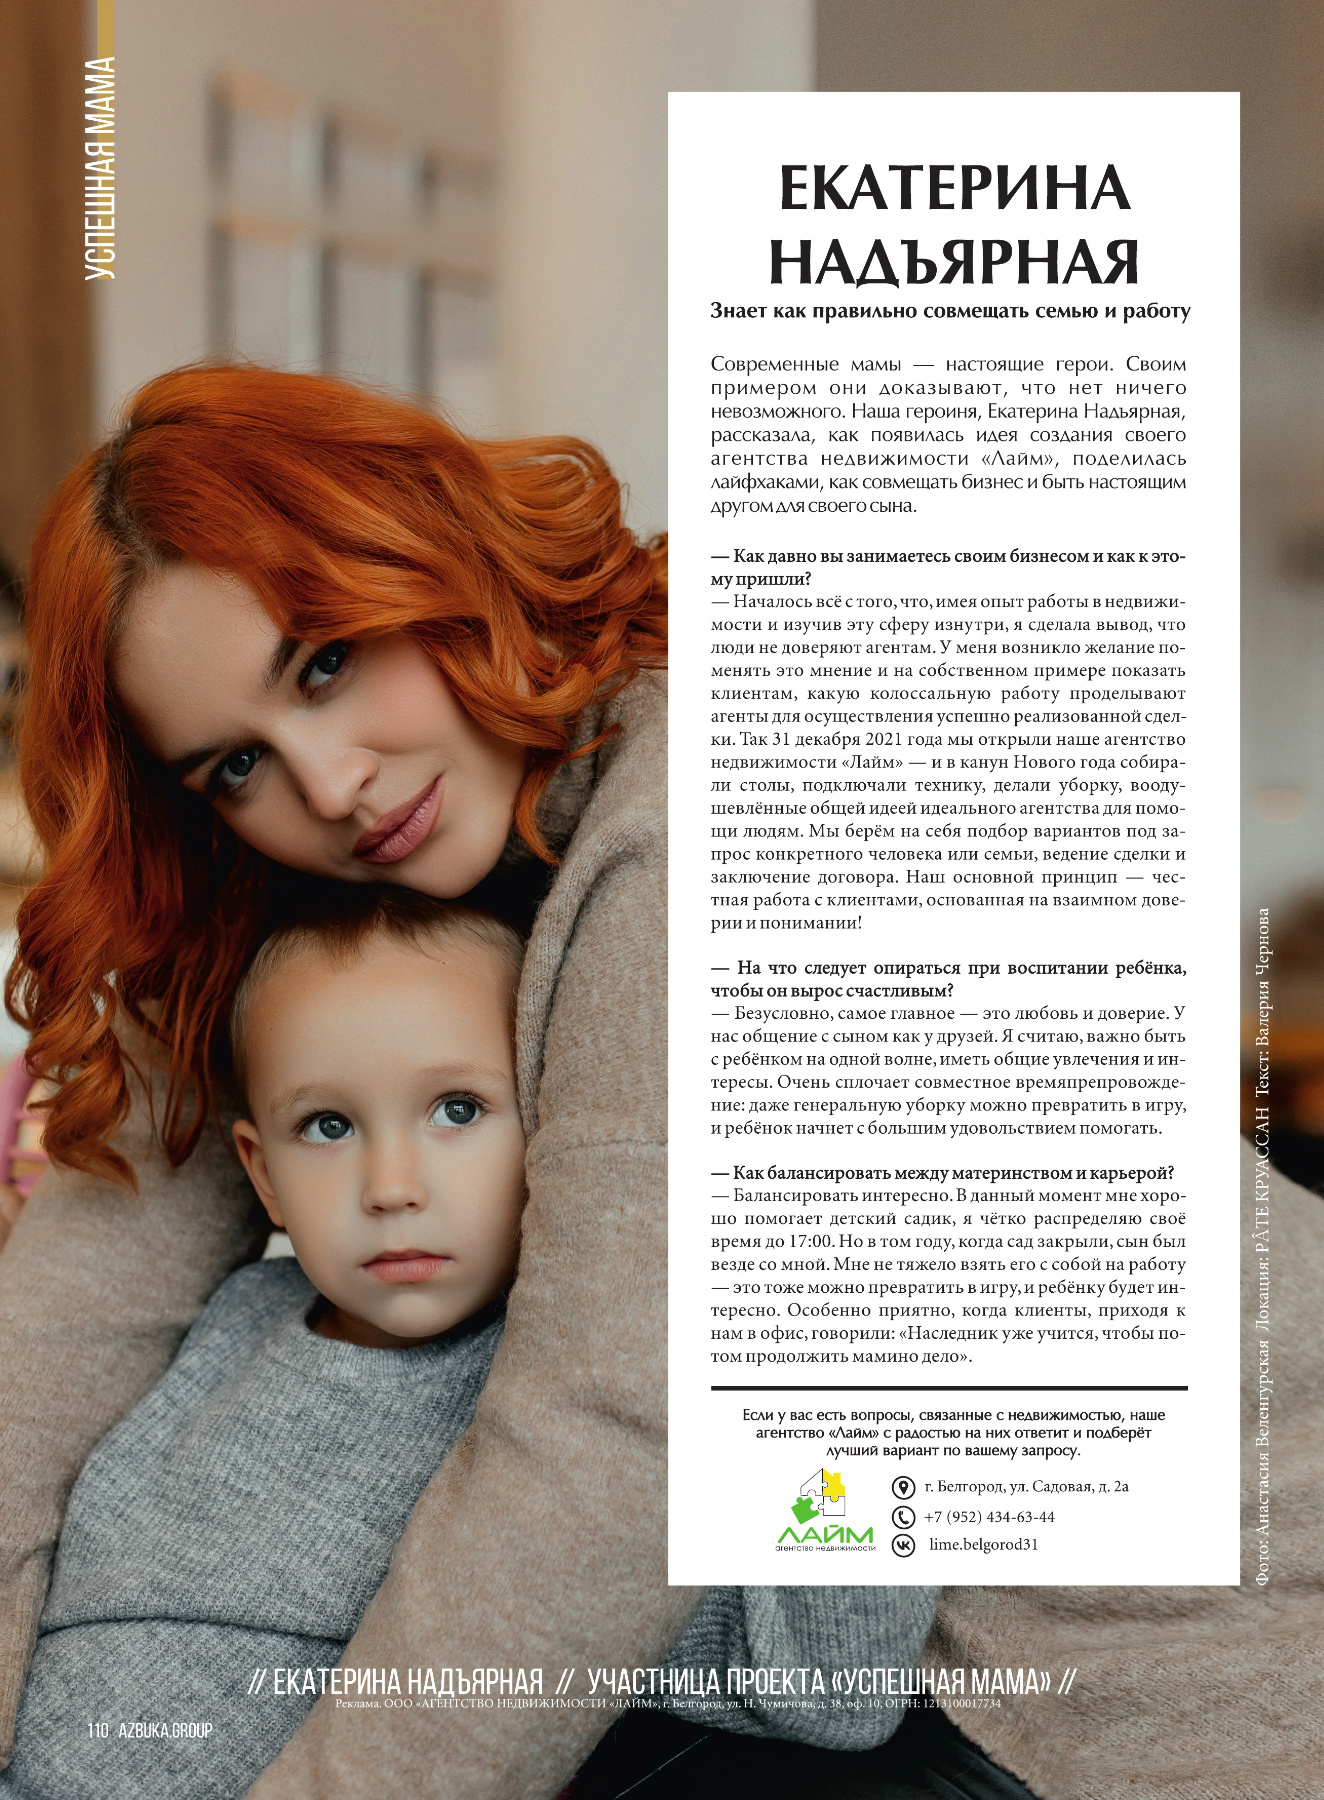 УСПЕШНАЯ МАМА
ЕКАТЕРИНА
НАДЪЯРНАЯ
Знает как правильно совмещать семью и работу
Современные мамы — настоящие герои. Своим
примером они доказывают, что нет ничего
невозможного. Наша героиня, Екатерина Надьярная,
рассказала, как появилась идея создания своего
агентства недвижимости «Лайм», поделилась
лайфхаками, как совмещать бизнес и быть настоящим
другом для своего сына.
— Как давно вы занимаетесь своим бизнесом и как к это-
му пришли?
— Началось всё с того, что, имея опыт работы в недвижи-
мости и изучив эту сферу изнутри, я сделала вывод, что
люди не доверяют агентам. У меня возникло желание по-
менять это мнение и на собственном примере показать
клиентам, какую колоссальную работу проделывают
агенты для осуществления успешно реализованной сдел-
ки. Так 31 декабря 2021 года мы открыли наше агентство
недвижимости «Лайм» — и в канун Нового года собира-
ли столы, подключали технику, делали уборку, вооду-
шевлённые общей идеей идеального агентства для помо-
щи людям. Мы берём на себя подбор вариантов под за-
прос конкретного человека или семьи, ведение сделки и
заключение договора. Наш основной принцип — чес-
тная работа с клиентами, основанная на взаимном дове-
рии и понимании!
— На что следует опираться при воспитании ребёнка,
чтобы он вырос счастливым?
— Безусловно, самое главное — это любовь и доверие. У
нас общение с сыном как у друзей. Я считаю, важно быть
с ребёнком на одной волне, иметь общие увлечения и ин-
тересы. Очень сплочает совместное времяпрепровожде-
ние: даже генеральную уборку можно превратить в игру,
и ребёнок начнет с большим удовольствием помогать.
— Как балансировать между материнством и карьерой?
— Балансировать интересно. В данный момент мне хоро-
шо помогает детский садик, я чётко распределяю своё
время до 17:00. Но в том году, когда сад закрыли, сын был
везде со мной. Мне не тяжело взять его с собой на работу
— это тоже можно превратить в игру, и ребёнку будет ин-
тересно. Особенно приятно, когда клиенты, приходя к
нам в офис, говорили: «Наследник уже учится, чтобы по-
том продолжить мамино дело».
Если у вас есть вопросы, связанные с недвижимостью, наше
агентство «Лайм» с радостью на них ответит и подберёт
лучший вариант по вашему запросу.
ЛАЙМ
агентство недвижимости
г. Белгород, ул. Садовая, д. 2а
+7 (952) 434-63-44
lime.belgorod31
Фото: Анастасия Веленгурская Локация: PÂTE КРУАССАН Текст: Валерия Чернова
// ЕКАТЕРИНА НАДЪЯРНАЯ // УЧАСТНИЦА ПРОЕКТА «УСПЕШНАЯ МАМА» //
Реклама. ООО «АГЕНТСТВО НЕДВИЖИМОСТИ «ЛАЙМ», г. Белгород, ул. Н. Чумичова, д. 38, оф. 10, ОГРН: 1213100017734
110 AZBUKA.GROUP